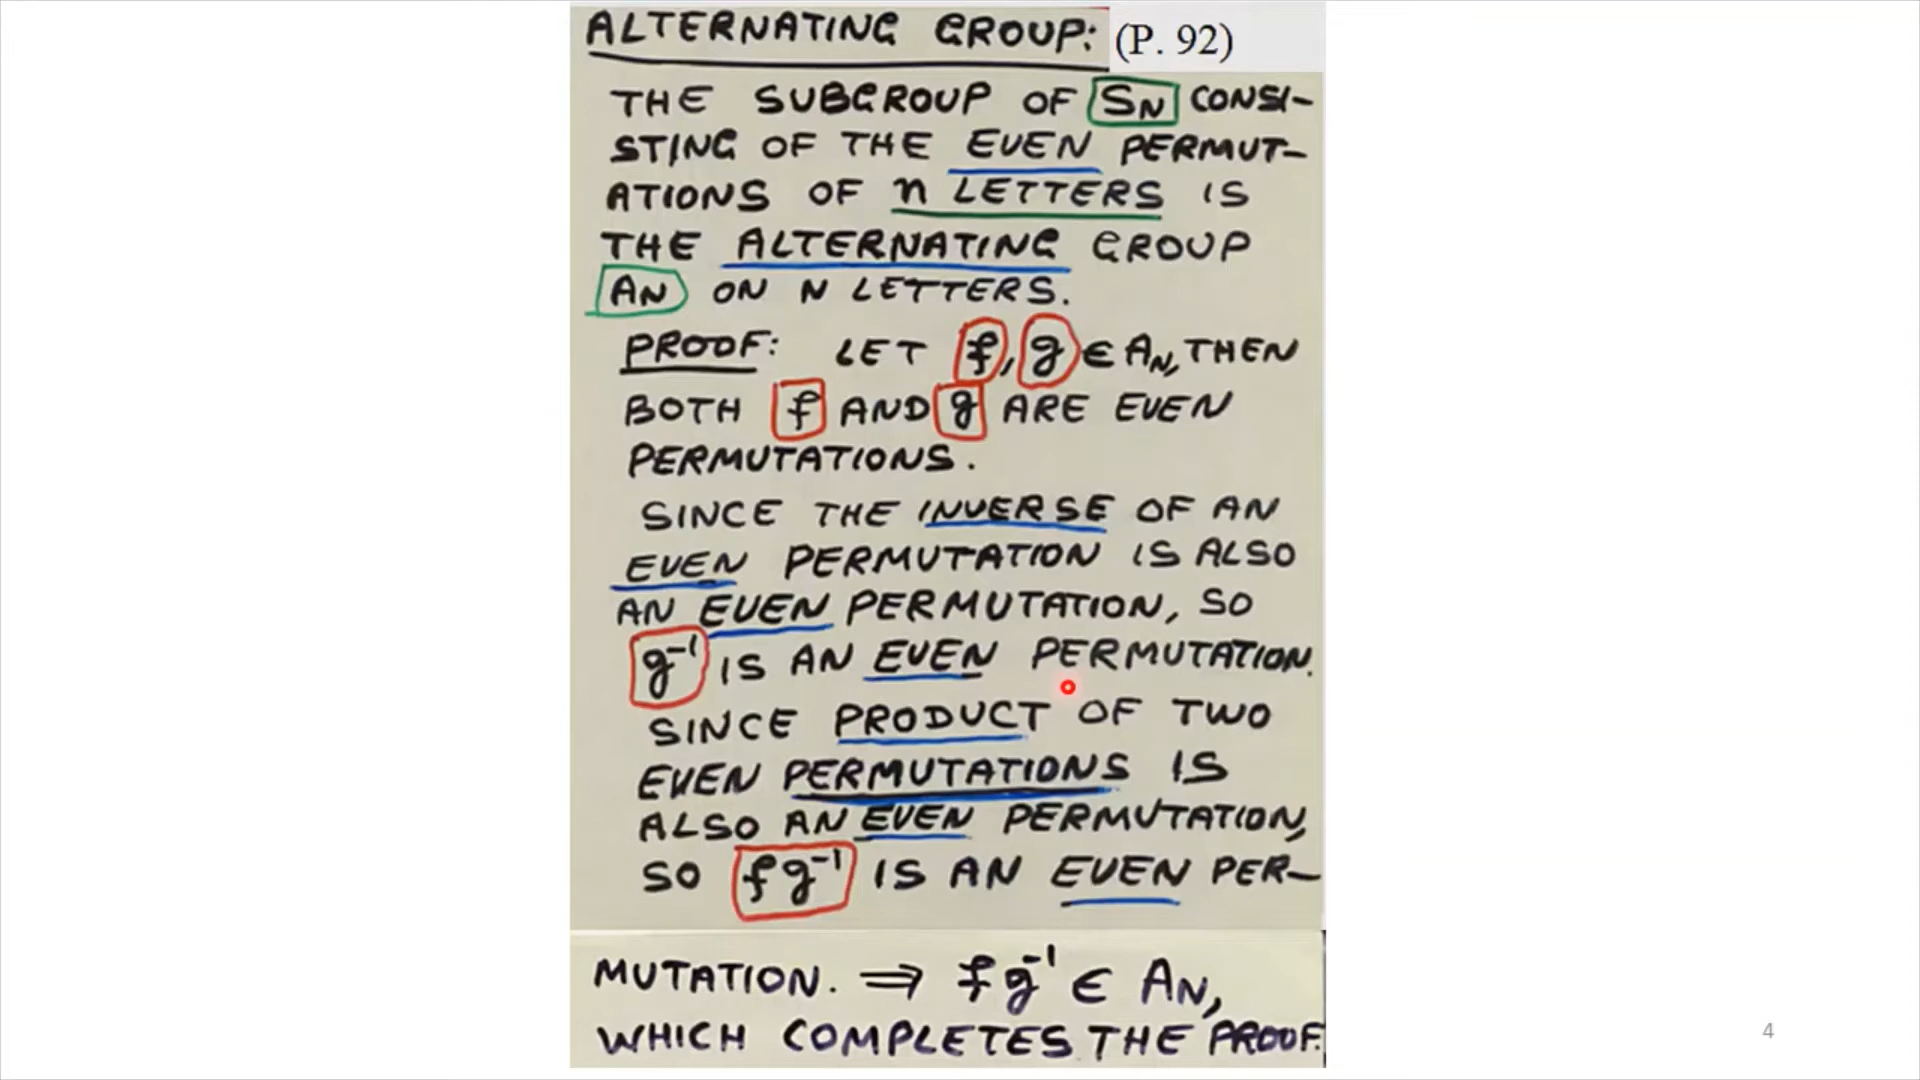 ALTERNATING GROUP: (P. 92)
THE SUBGROUP OF SN CONSI-
STING OF THE EVEN PERMUT-
ATIONS OF n LETTERS IS
THE ALTERNATING GROUP
AN ON N LETTERS.
PROOF: LET f, g ∈ AN, THEN
BOTH f AND g ARE EVEN
PERMUTATIONS.
SINCE THE INVERSE OF AN
EVEN PERMUTATION IS ALSO
AN EVEN PERMUTATION, SO
g⁻¹ IS AN EVEN PERMUTATION.
SINCE PRODUCT OF TWO
EVEN PERMUTATIONS IS
ALSO AN EVEN PERMUTATION,
SO fg⁻¹ IS AN EVEN PER-
MUTATION. ⇒ fg⁻¹ ∈ AN,
WHICH COMPLETES THE PROOF.
4